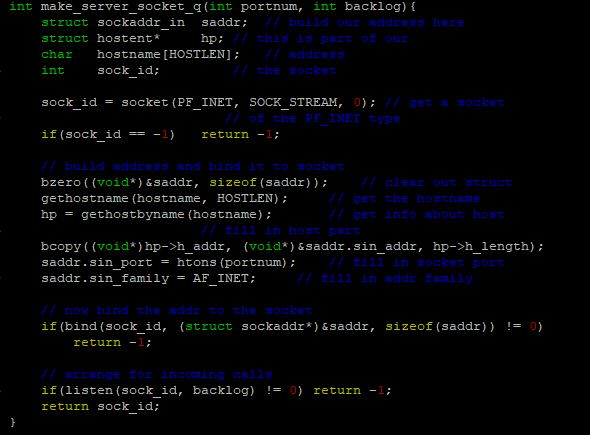 int make_server_socket_q(int portnum, int backlog){
struct sockaddr_in saddr; // build our address here
struct hostent* hp; // this is part of our
char hostname[HOSTLEN]; // address
int sock_id; // the socket
sock_id = socket(PF_INET, SOCK_STREAM, 0); // get a socket
// of the PF_INET type
if(sock_id == -1) return -1;
// build address and bind it to socket
bzero((void*)&saddr, sizeof(saddr)); // clear out struct
gethostname(hostname, HOSTLEN); // get the hostname
hp = gethostbyname(hostname); // get info about host
// fill in host part
bcopy((void*)hp->h_addr, (void*)&saddr.sin_addr, hp->h_length);
saddr.sin_port = htons(portnum); // fill in socket port
saddr.sin_family = AF_INET; // fill in addr family
// now bind the addr to the socket
if(bind(sock_id, (struct sockaddr*)&saddr, sizeof(saddr)) != 0)
return -1;
// arrange for incoming calls
if(listen(sock_id, backlog) != 0) return -1;
return sock_id;
}